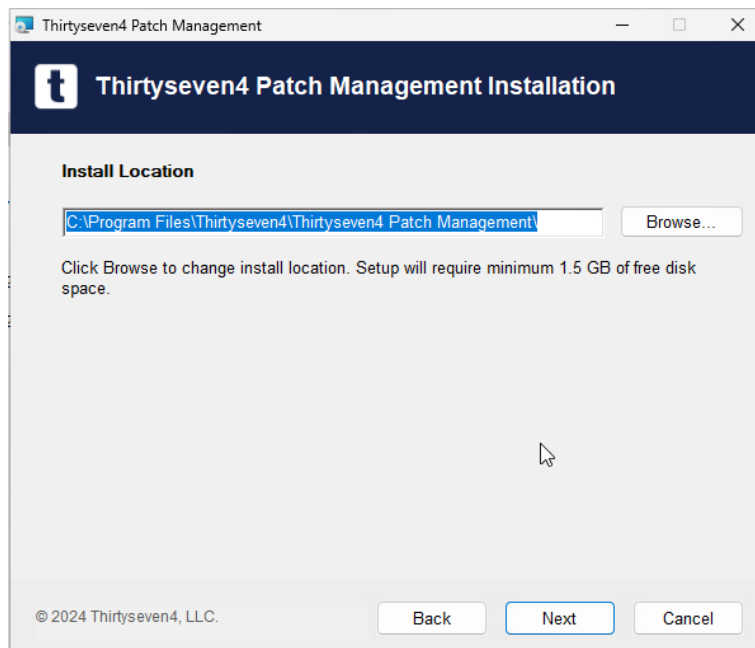 Thirtyseven4 Patch Management
t
Thirtyseven4 Patch Management Installation
Install Location
C:\Program Files\Thirtyseven4\Thirtyseven4 Patch Management\
Browse...
Click Browse to change install location. Setup will require minimum 1.5 GB of free disk
space.
© 2024 Thirtyseven4, LLC.
Back
Next
Cancel